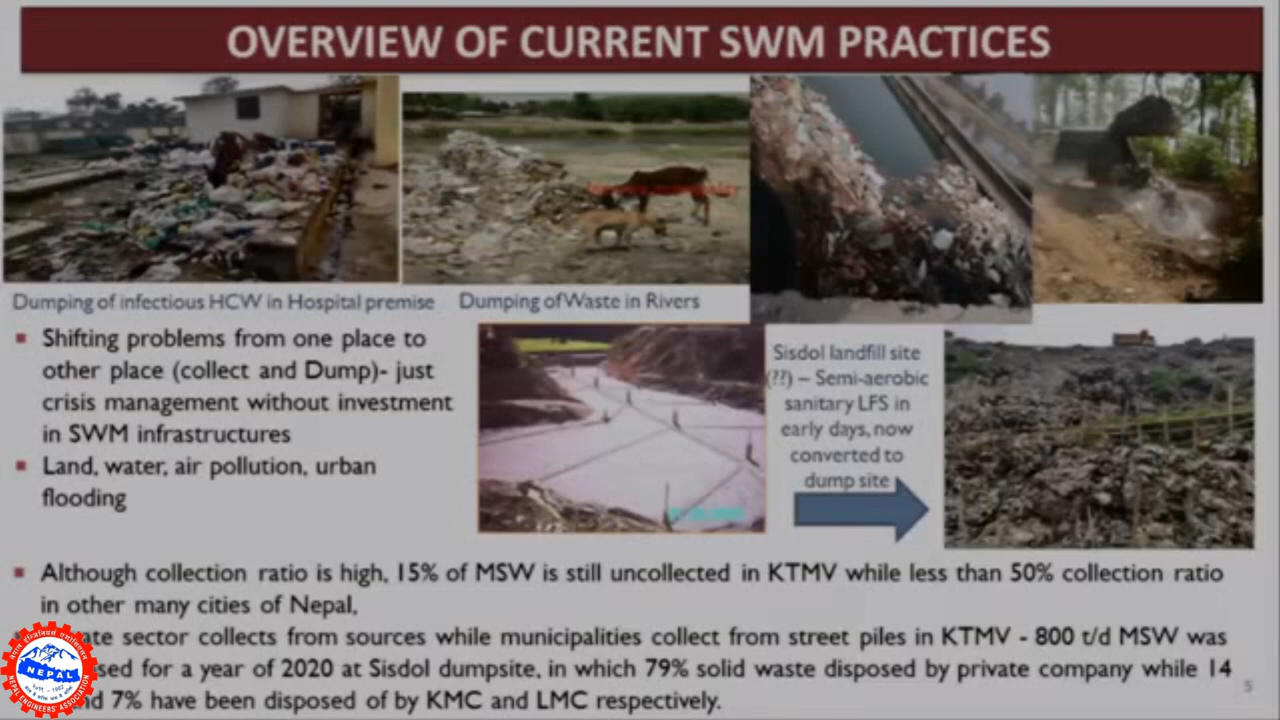 OVERVIEW OF CURRENT SWM PRACTICES
Dumping of infectious HCW in Hospital premise
Dumping of Waste in Rivers
Shifting problems from one place to
other place (collect and Dump)- just
crisis management without investment
in SWM infrastructures
Land, water, air pollution, urban
flooding
Sisdol landfill site
(??) – Semi-aerobic
sanitary LFS in
early days, now
converted to
dump site
Although collection ratio is high, 15% of MSW is still uncollected in KTMV while less than 50% collection ratio
in other many cities of Nepal,
sector collects from sources while municipalities collect from street piles in KTMV - 800 t/d MSW was
for a year of 2020 at Sisdol dumpsite, in which 79% solid waste disposed by private company while 14
7% have been disposed of by KMC and LMC respectively.
5
NEPAL
NEPAL ENGINEERS' ASSOCIATION